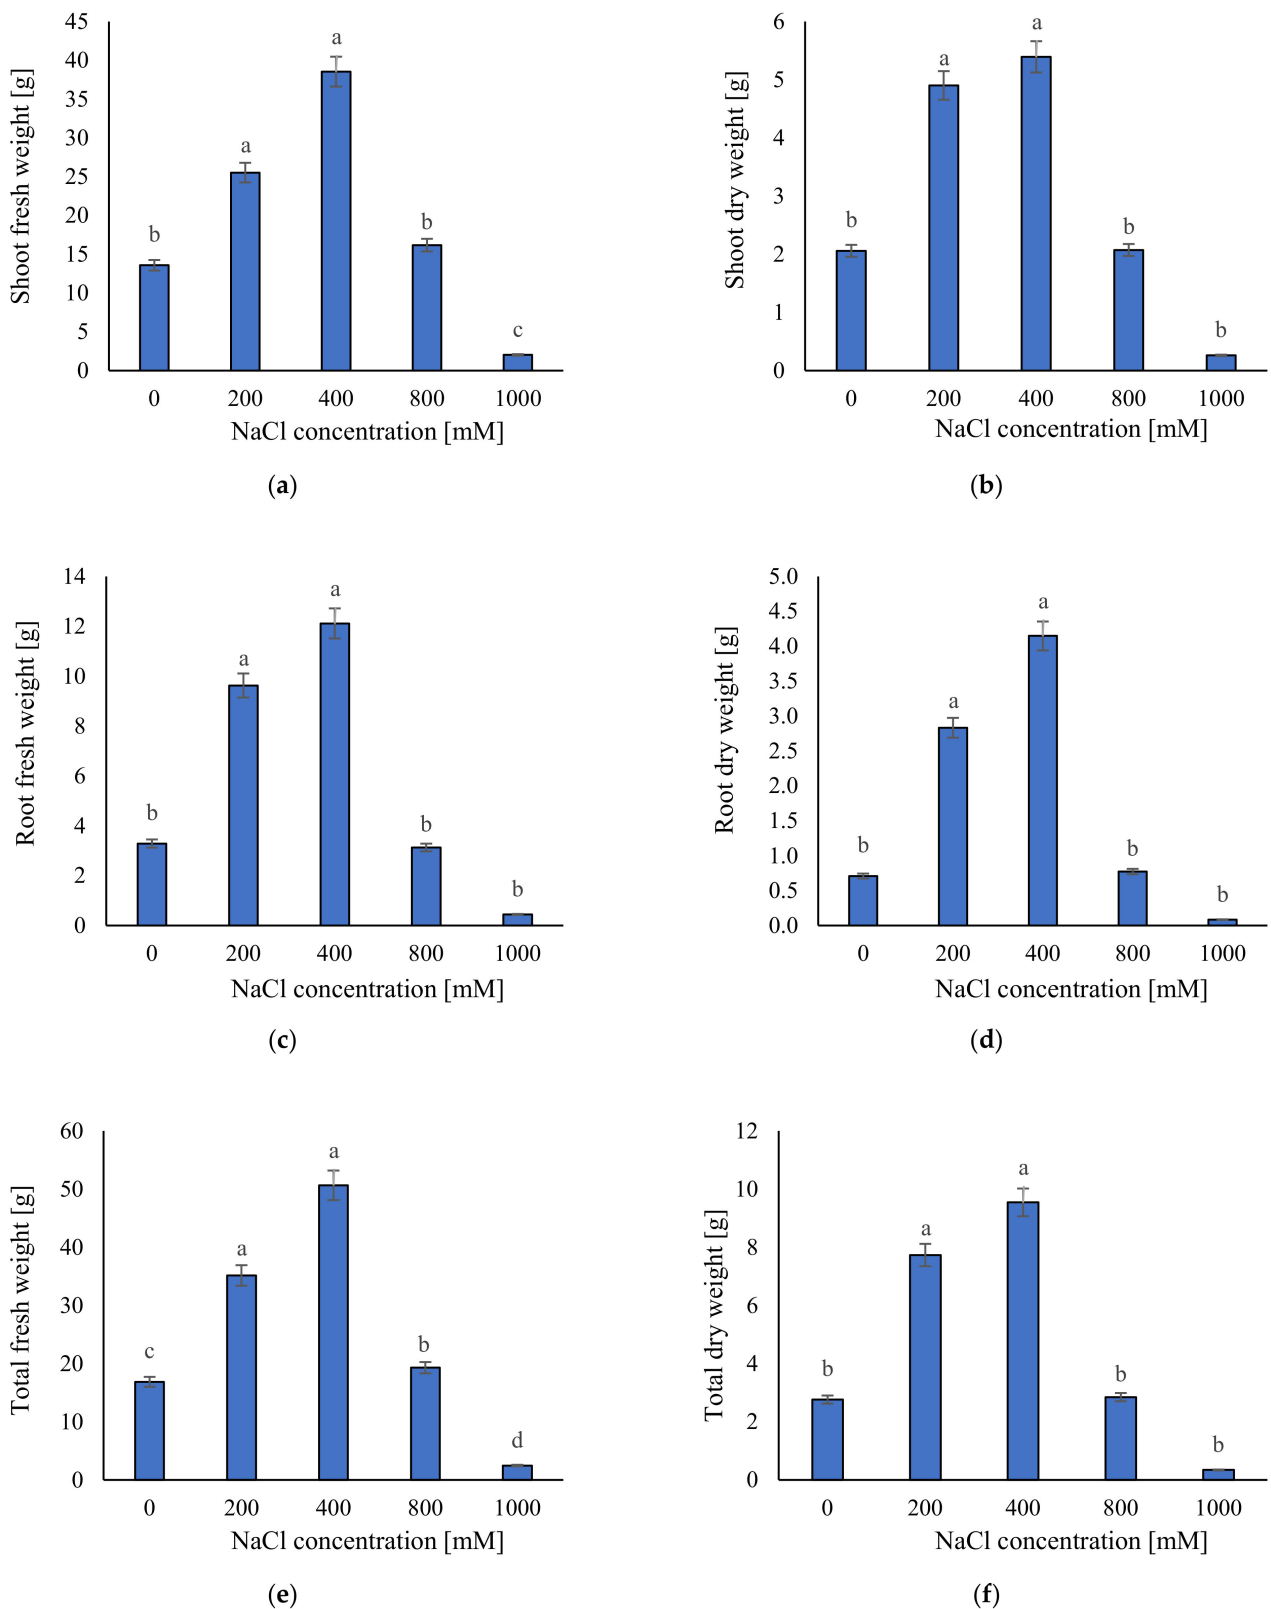 45
40
35
30
25
20
15
10
5
0
Shoot fresh weight [g]
b
a
a
b
c
0 200 400 800 1000
NaCl concentration [mM]
(a)
6
5
4
3
2
1
0
Shoot dry weight [g]
b
a
a
b
b
0 200 400 800 1000
NaCl concentration [mM]
(b)
14
12
10
8
6
4
2
0
Root fresh weight [g]
b
a
a
b
b
0 200 400 800 1000
NaCl concentration [mM]
(c)
5.0
4.5
4.0
3.5
3.0
2.5
2.0
1.5
1.0
0.5
0.0
Root dry weight [g]
b
a
a
b
b
0 200 400 800 1000
NaCl concentration [mM]
(d)
60
50
40
30
20
10
0
Total fresh weight [g]
c
a
a
b
d
0 200 400 800 1000
NaCl concentration [mM]
(e)
12
10
8
6
4
2
0
Total dry weight [g]
b
a
a
b
b
0 200 400 800 1000
NaCl concentration [mM]
(f)